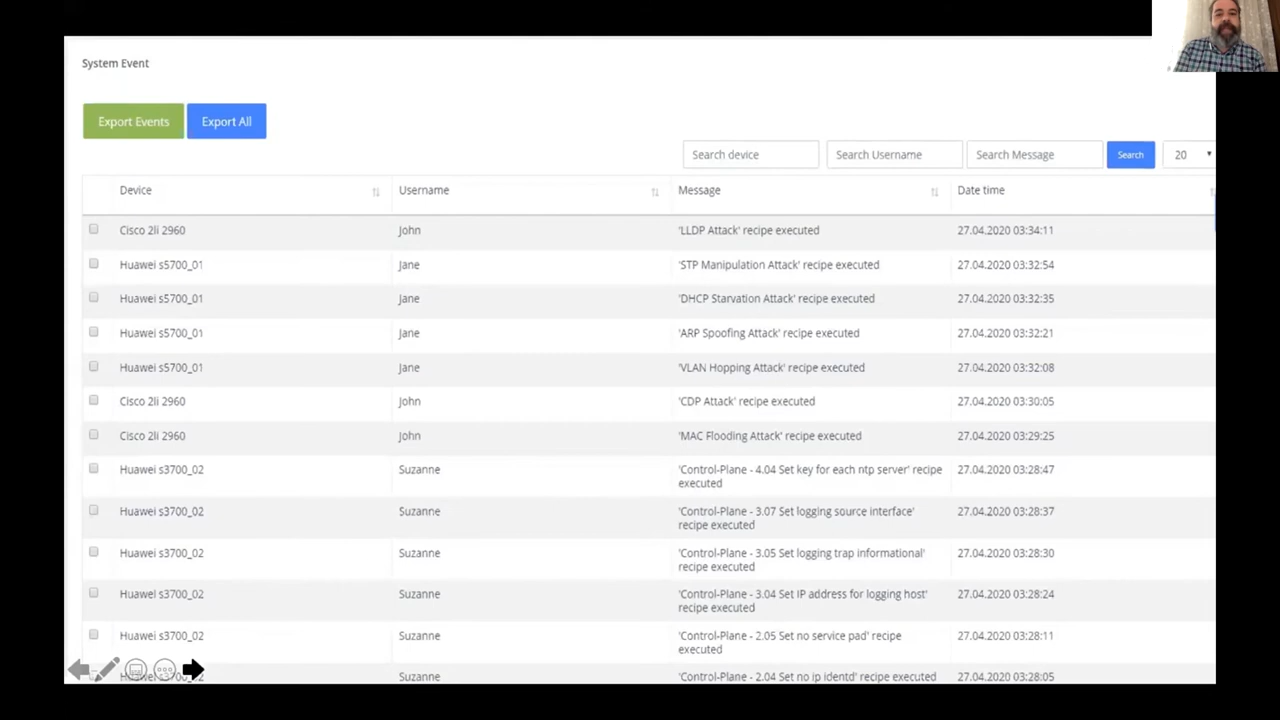 System Event
Export Events Export All
Search device Search Username Search Message Search 20
Device Username Message Date time
Cisco 2li 2960 John 'LLDP Attack' recipe executed 27.04.2020 03:34:11
Huawei s5700_01 Jane 'STP Manipulation Attack' recipe executed 27.04.2020 03:32:54
Huawei s5700_01 Jane 'DHCP Starvation Attack' recipe executed 27.04.2020 03:32:35
Huawei s5700_01 Jane 'ARP Spoofing Attack' recipe executed 27.04.2020 03:32:21
Huawei s5700_01 Jane 'VLAN Hopping Attack' recipe executed 27.04.2020 03:32:08
Cisco 2li 2960 John 'CDP Attack' recipe executed 27.04.2020 03:30:05
Cisco 2li 2960 John 'MAC Flooding Attack' recipe executed 27.04.2020 03:29:25
Huawei s3700_02 Suzanne 'Control-Plane - 4.04 Set key for each ntp server' recipe 27.04.2020 03:28:47
executed
Huawei s3700_02 Suzanne 'Control-Plane - 3.07 Set logging source interface' 27.04.2020 03:28:37
recipe executed
Huawei s3700_02 Suzanne 'Control-Plane - 3.05 Set logging trap informational' 27.04.2020 03:28:30
recipe executed
Huawei s3700_02 Suzanne 'Control-Plane - 3.04 Set IP address for logging host' 27.04.2020 03:28:24
recipe executed
Huawei s3700_02 Suzanne 'Control-Plane - 2.05 Set no service pad' recipe 27.04.2020 03:28:11
executed
Huawei s3700_02 Suzanne 'Control-Plane - 2.04 Set no ip identd' recipe executed 27.04.2020 03:28:05